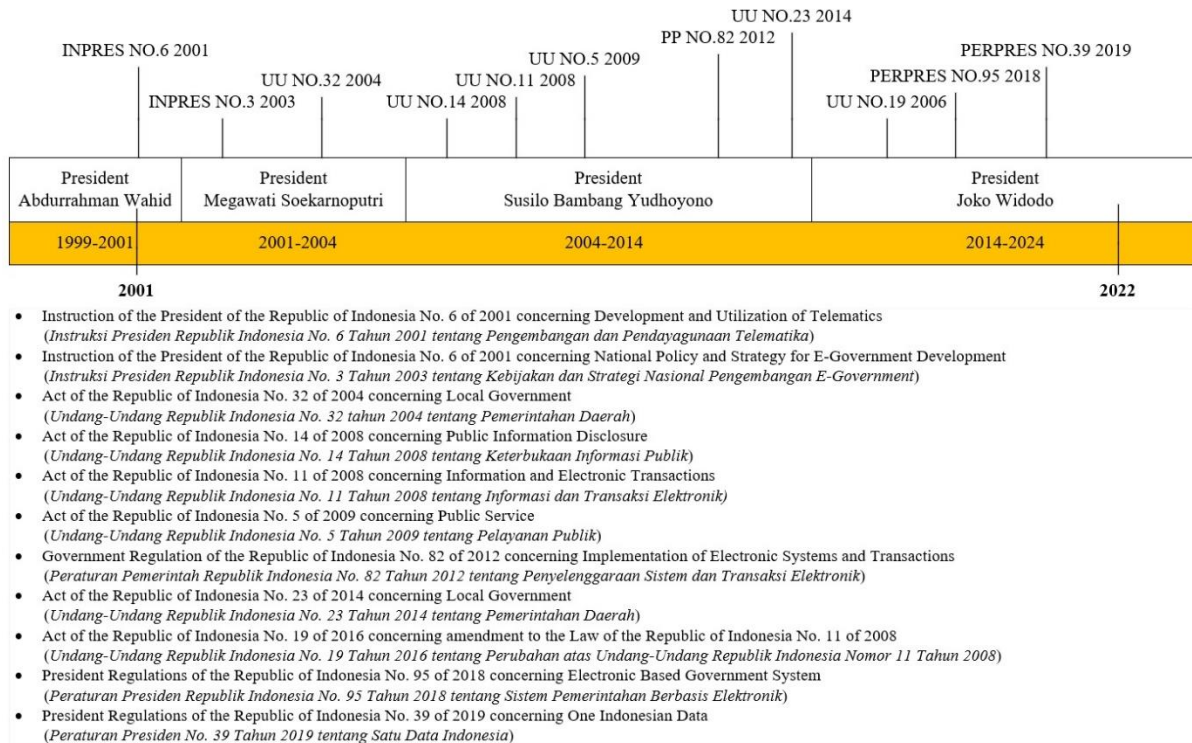 UU NO.23 2014
PP NO.82 2012
INPRES NO.6 2001
UU NO.5 2009
PERPRES NO.39 2019
UU NO.32 2004
UU NO.11 2008
PERPRES NO.95 2018
INPRES NO.3 2003
UU NO.14 2008
UU NO.19 2006
President
Abdurrahman Wahid
President
Megawati Soekarnoputri
President
Susilo Bambang Yudhoyono
President
Joko Widodo
1999-2001
2001-2004
2004-2014
2014-2024
2001
2022
• Instruction of the President of the Republic of Indonesia No. 6 of 2001 concerning Development and Utilization of Telematics
(Instruksi Presiden Republik Indonesia No. 6 Tahun 2001 tentang Pengembangan dan Pendayagunaan Telematika)
• Instruction of the President of the Republic of Indonesia No. 6 of 2001 concerning National Policy and Strategy for E-Government Development
(Instruksi Presiden Republik Indonesia No. 3 Tahun 2003 tentang Kebijakan dan Strategi Nasional Pengembangan E-Government)
• Act of the Republic of Indonesia No. 32 of 2004 concerning Local Government
(Undang-Undang Republik Indonesia No. 32 tahun 2004 tentang Pemerintahan Daerah)
• Act of the Republic of Indonesia No. 14 of 2008 concerning Public Information Disclosure
(Undang-Undang Republik Indonesia No. 14 Tahun 2008 tentang Keterbukaan Informasi Publik)
• Act of the Republic of Indonesia No. 11 of 2008 concerning Information and Electronic Transactions
(Undang-Undang Republik Indonesia No. 11 Tahun 2008 tentang Informasi dan Transaksi Elektronik)
• Act of the Republic of Indonesia No. 5 of 2009 concerning Public Service
(Undang-Undang Republik Indonesia No. 5 Tahun 2009 tentang Pelayanan Publik)
• Government Regulation of the Republic of Indonesia No. 82 of 2012 concerning Implementation of Electronic Systems and Transactions
(Peraturan Pemerintah Republik Indonesia No. 82 Tahun 2012 tentang Penyelenggaraan Sistem dan Transaksi Elektronik)
• Act of the Republic of Indonesia No. 23 of 2014 concerning Local Government
(Undang-Undang Republik Indonesia No. 23 Tahun 2014 tentang Pemerintahan Daerah)
• Act of the Republic of Indonesia No. 19 of 2016 concerning amendment to the Law of the Republic of Indonesia No. 11 of 2008
(Undang-Undang Republik Indonesia No. 19 Tahun 2016 tentang Perubahan atas Undang-Undang Republik Indonesia Nomor 11 Tahun 2008)
• President Regulations of the Republic of Indonesia No. 95 of 2018 concerning Electronic Based Government System
(Peraturan Presiden Republik Indonesia No. 95 Tahun 2018 tentang Sistem Pemerintahan Berbasis Elektronik)
• President Regulations of the Republic of Indonesia No. 39 of 2019 concerning One Indonesian Data
(Peraturan Presiden No. 39 Tahun 2019 tentang Satu Data Indonesia)